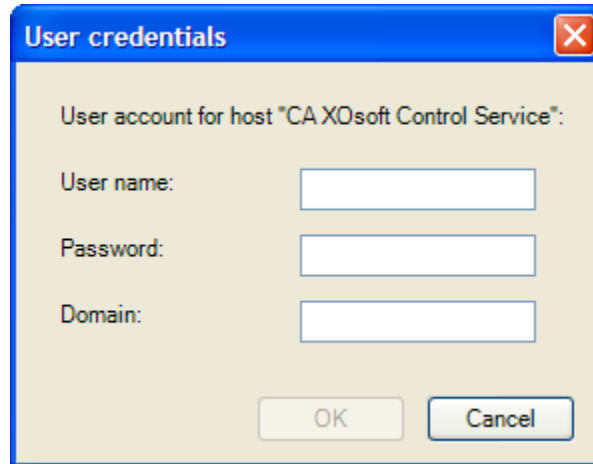 User credentials
User account for host "CA XOsoft Control Service":
User name:
Password:
Domain:
OK
Cancel